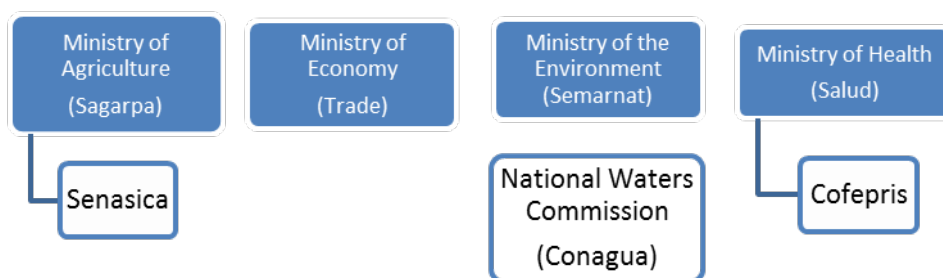 Ministry of
Agriculture
(Sagarpa)
Senasica
Ministry of
Economy
(Trade)
Ministry of the
Environment
(Semarnat)
National Waters
Commission
(Conagua)
Ministry of Health
(Salud)
Cofepris